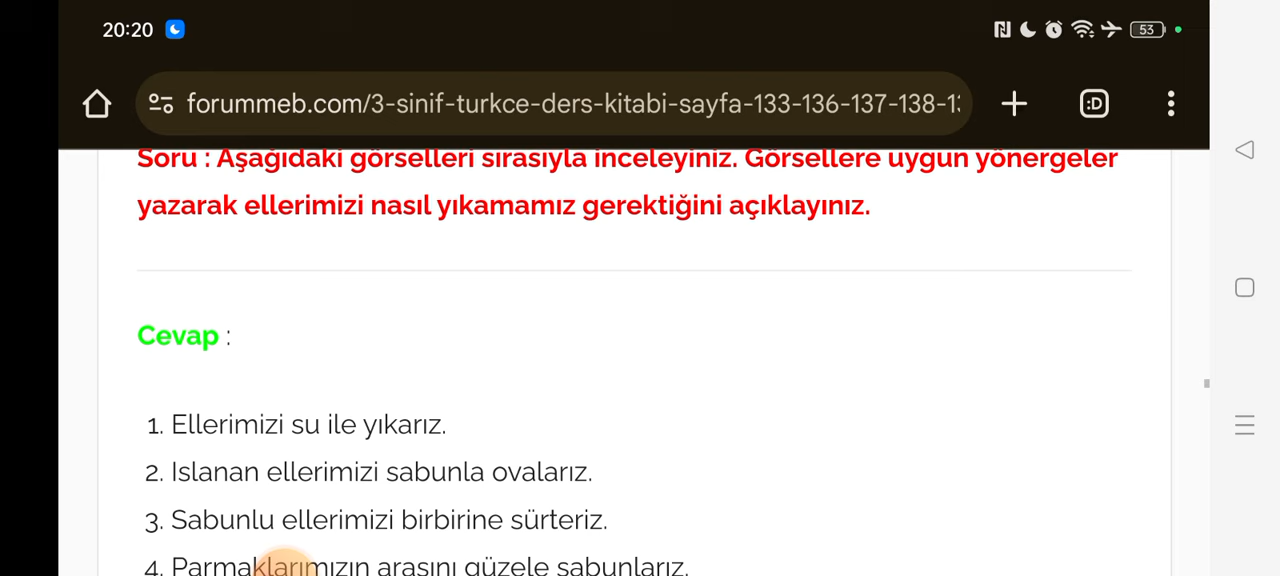 20:20
53
forummeb.com/3-sinif-turkce-ders-kitabi-sayfa-133-136-137-138-13
:D
Soru : Aşağıdaki görselleri sırasıyla inceleyiniz. Görsellere uygun yönergeler
yazarak ellerimizi nasıl yıkamamız gerektiğini açıklayınız.
Cevap :
1. Ellerimizi su ile yıkarız.
2. Islanan ellerimizi sabunla ovalarız.
3. Sabunlu ellerimizi birbirine sürteriz.
4. Parmaklarımızın arasını güzele sabunlarız.